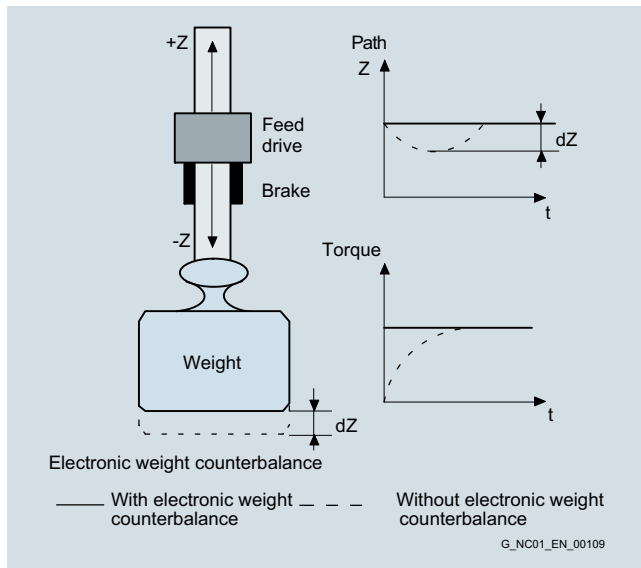 +Z
Feed
drive
Brake
-Z
Weight
dZ
Path
Z
dZ
t
Torque
t
Electronic weight counterbalance
With electronic weight
counterbalance
Without electronic weight
counterbalance
G_NC01_EN_00109